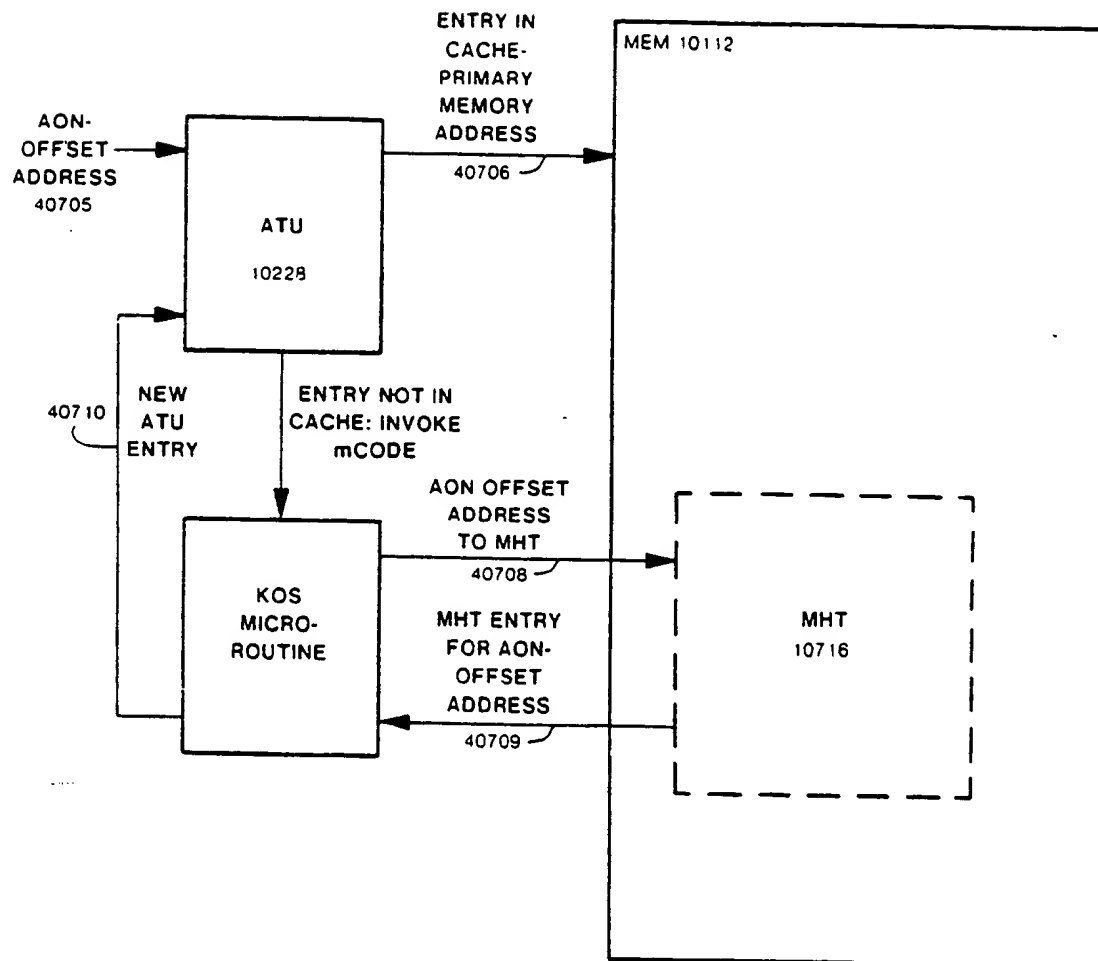 ENTRY IN
CACHE-
PRIMARY
MEMORY
ADDRESS
40706
MEM 10112
AON-
OFFSET
ADDRESS
40705
ATU
10228
40710
NEW
ATU
ENTRY
ENTRY NOT IN
CACHE: INVOKE
mCODE
AON OFFSET
ADDRESS
TO MHT
40708
KOS
MICRO-
ROUTINE
MHT ENTRY
FOR AON-
OFFSET
ADDRESS
40709
MHT
10716